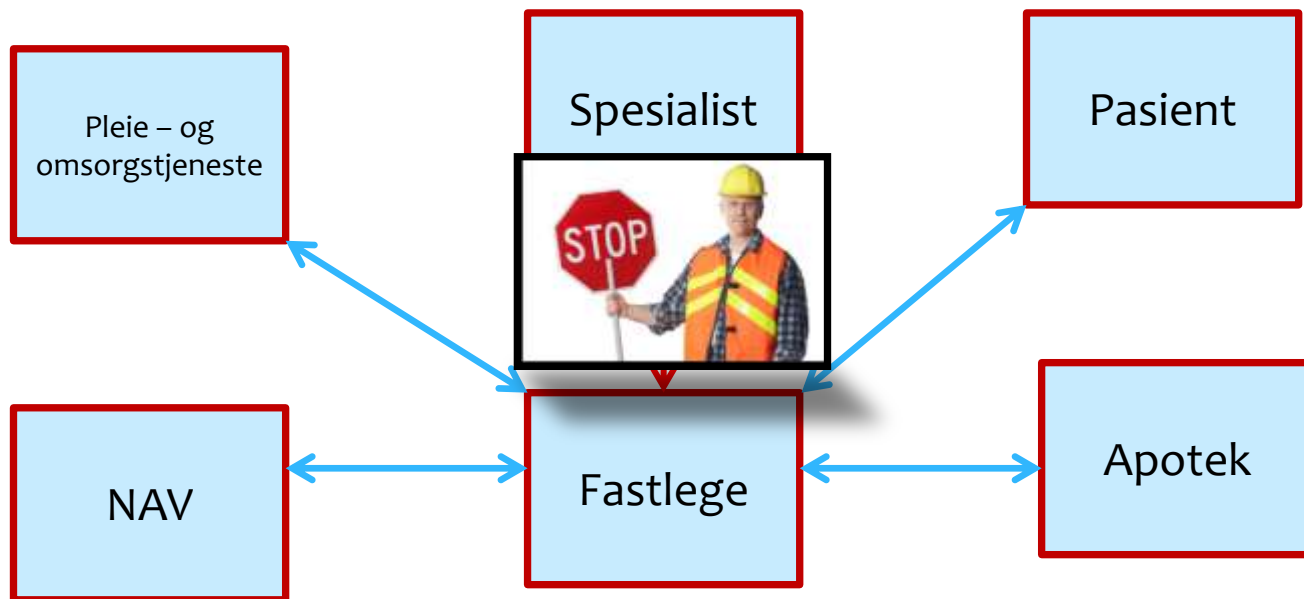 Spesialist
Pasient
Pleie – og
omsorgstjeneste
STOP
NAV
Fastlege
Apotek